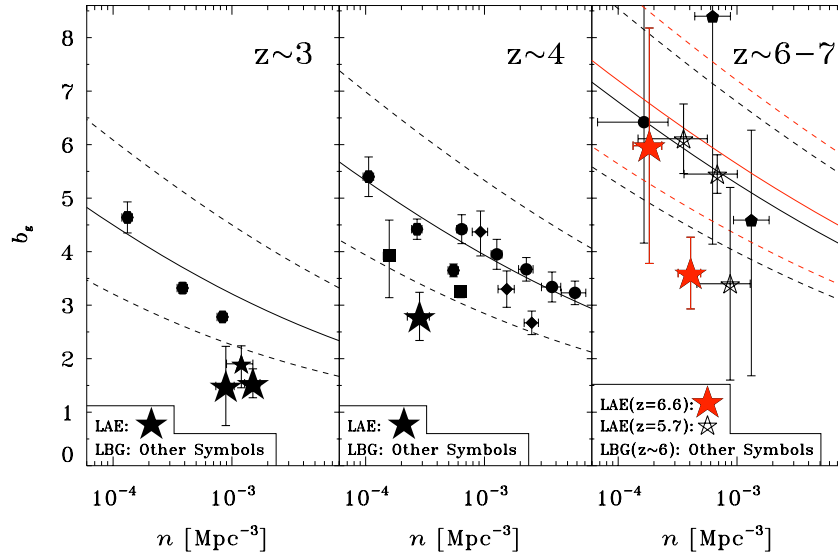 z~3
z~4
z~6-7
8
7
6
5
4
3
2
1
0
b_g
LAE:
LBG: Other Symbols
LAE:
LBG: Other Symbols
LAE(z=6.6):
LAE(z=5.7):
LBG(z~6): Other Symbols
10⁻⁴ 10⁻³
10⁻⁴ 10⁻³
10⁻⁴ 10⁻³
n [Mpc⁻³]
n [Mpc⁻³]
n [Mpc⁻³]